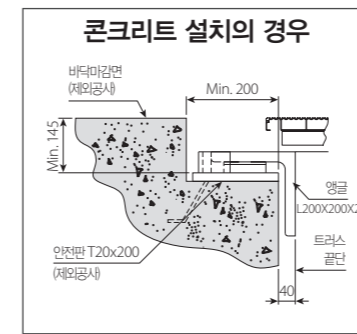 콘크리트 설치의 경우
바닥마감면
(제외공사)
Min. 200
Min. 145
앵글
L200X200X2
안전판 T20x200
(제외공사)
트러스
끝단
40